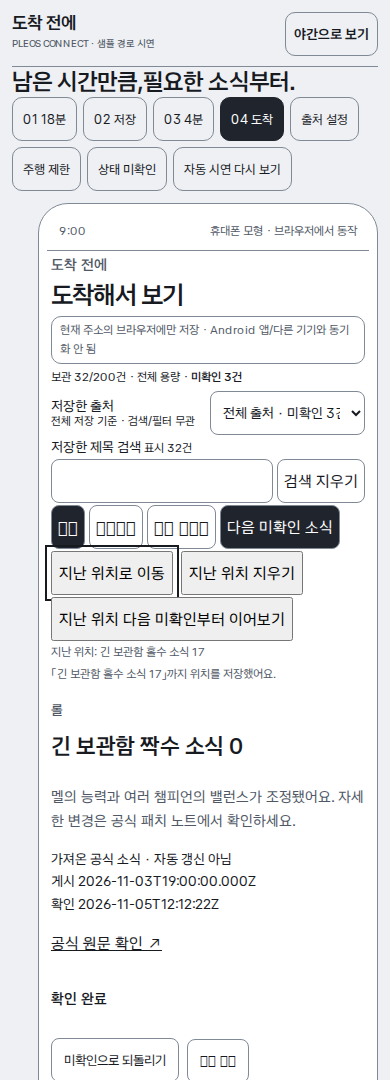 도착 전에
PLEOS CONNECT · 샘플 경로 시연
야간으로 보기
남은 시간만큼,필요한 소식부터.
01 18분
02 저장
03 4분
04 도착
출처 설정
주행 제한
상태 미확인
자동 시연 다시 보기
9:00
휴대폰 모형 · 브라우저에서 동작
도착 전에
도착해서 보기
현재 주소의 브라우저에만 저장 · Android 앱/다른 기기와 동기
화 안 됨
보관 32/200건 · 전체 용량 · 미확인 3건
저장한 출처
전체 저장 기준 · 검색/필터 무관
전체 출처 · 미확인
저장한 제목 검색 표시 32건
검색 지우기
다음 미확인 소식
지난 위치로 이동
지난 위치 지우기
지난 위치 다음 미확인부터 이어보기
지난 위치: 긴 보관함 홀수 소식 17
「긴 보관함 홀수 소식 17」까지 위치를 저장했어요.
롤
긴 보관함 짝수 소식 0
멜의 능력과 여러 챔피언의 밸런스가 조정됐어요. 자세
한 변경은 공식 패치 노트에서 확인하세요.
가져온 공식 소식 · 자동 갱신 아님
게시 2026-11-03T19:00:00.000Z
확인 2026-11-05T12:12:22Z
공식 원문 확인 ↗
확인 완료
미확인으로 되돌리기